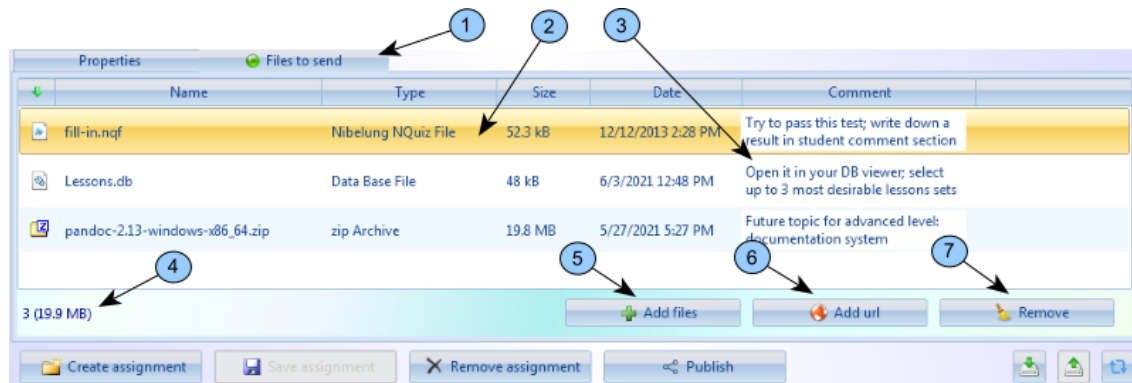 1 2 3
Properties Files to send
Name Type Size Date Comment
fill-in.nqf Nibelung NQuiz File 52.3 kB 12/12/2013 2:28 PM Try to pass this test; write down a
result in student comment section
Lessons.db Data Base File 48 kB 6/3/2021 12:48 PM Open it in your DB viewer; select
up to 3 most desirable lessons sets
pandoc-2.13-windows-x86_64.zip zip Archive 19.8 MB 5/27/2021 5:27 PM Future topic for advanced level:
documentation system
4 5 6 7
3 (19.9 MB) Add files Add url Remove
Create assignment Save assignment Remove assignment Publish